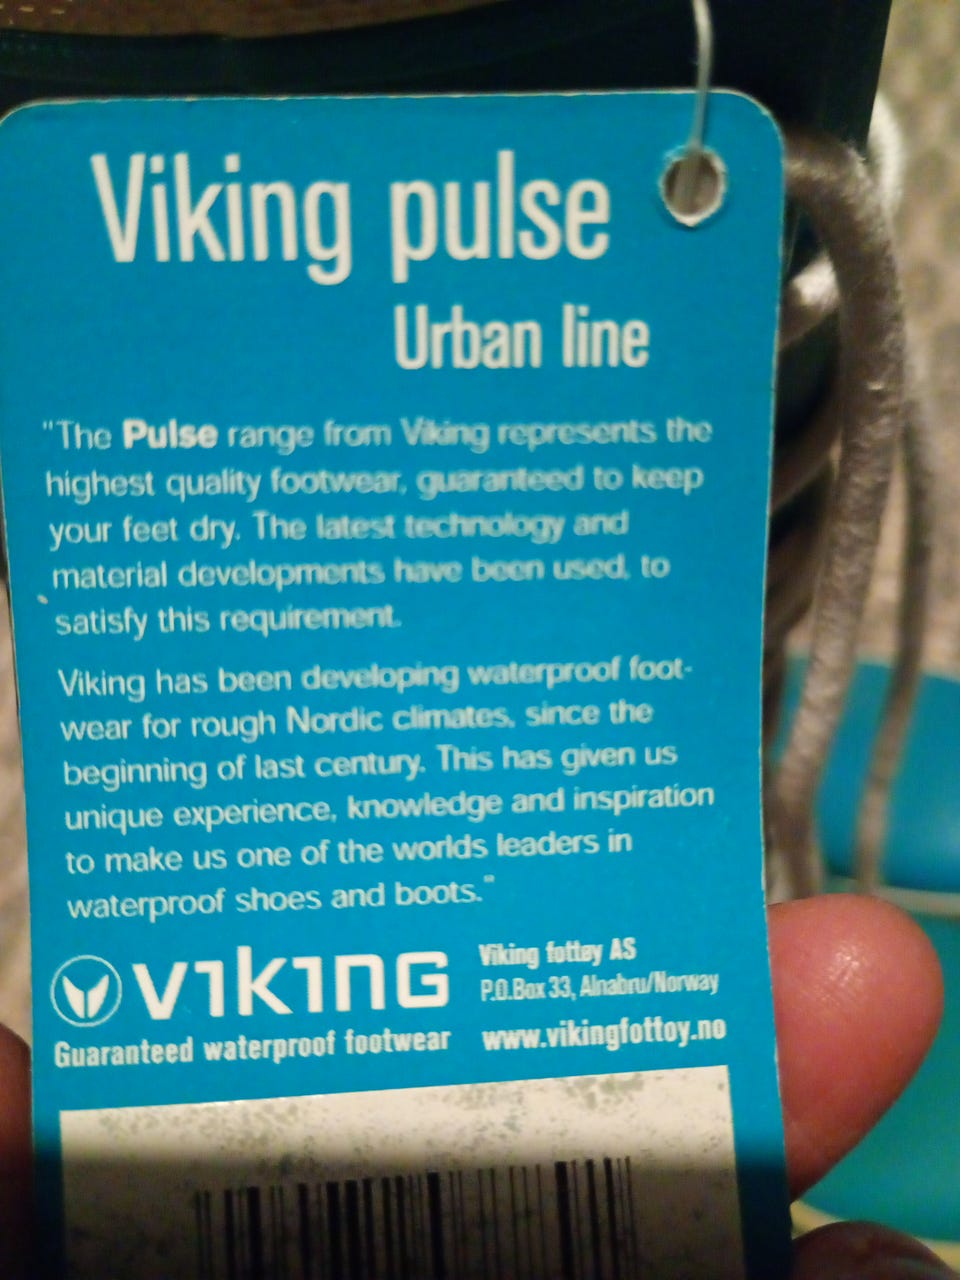 Viking pulse
Urban line
"The Pulse range from Viking represents the
highest quality footwear, guaranteed to keep
your feet dry. The latest technology and
material developments have been used, to
satisfy this requirement.
Viking has been developing waterproof foot-
wear for rough Nordic climates, since the
beginning of last century. This has given us
unique experience, knowledge and inspiration
to make us one of the worlds leaders in
waterproof shoes and boots."
VIKING
Guaranteed waterproof footwear
Viking fottøy AS
P.O.Box 33, Alnabru/Norway
www.vikingfottoy.no